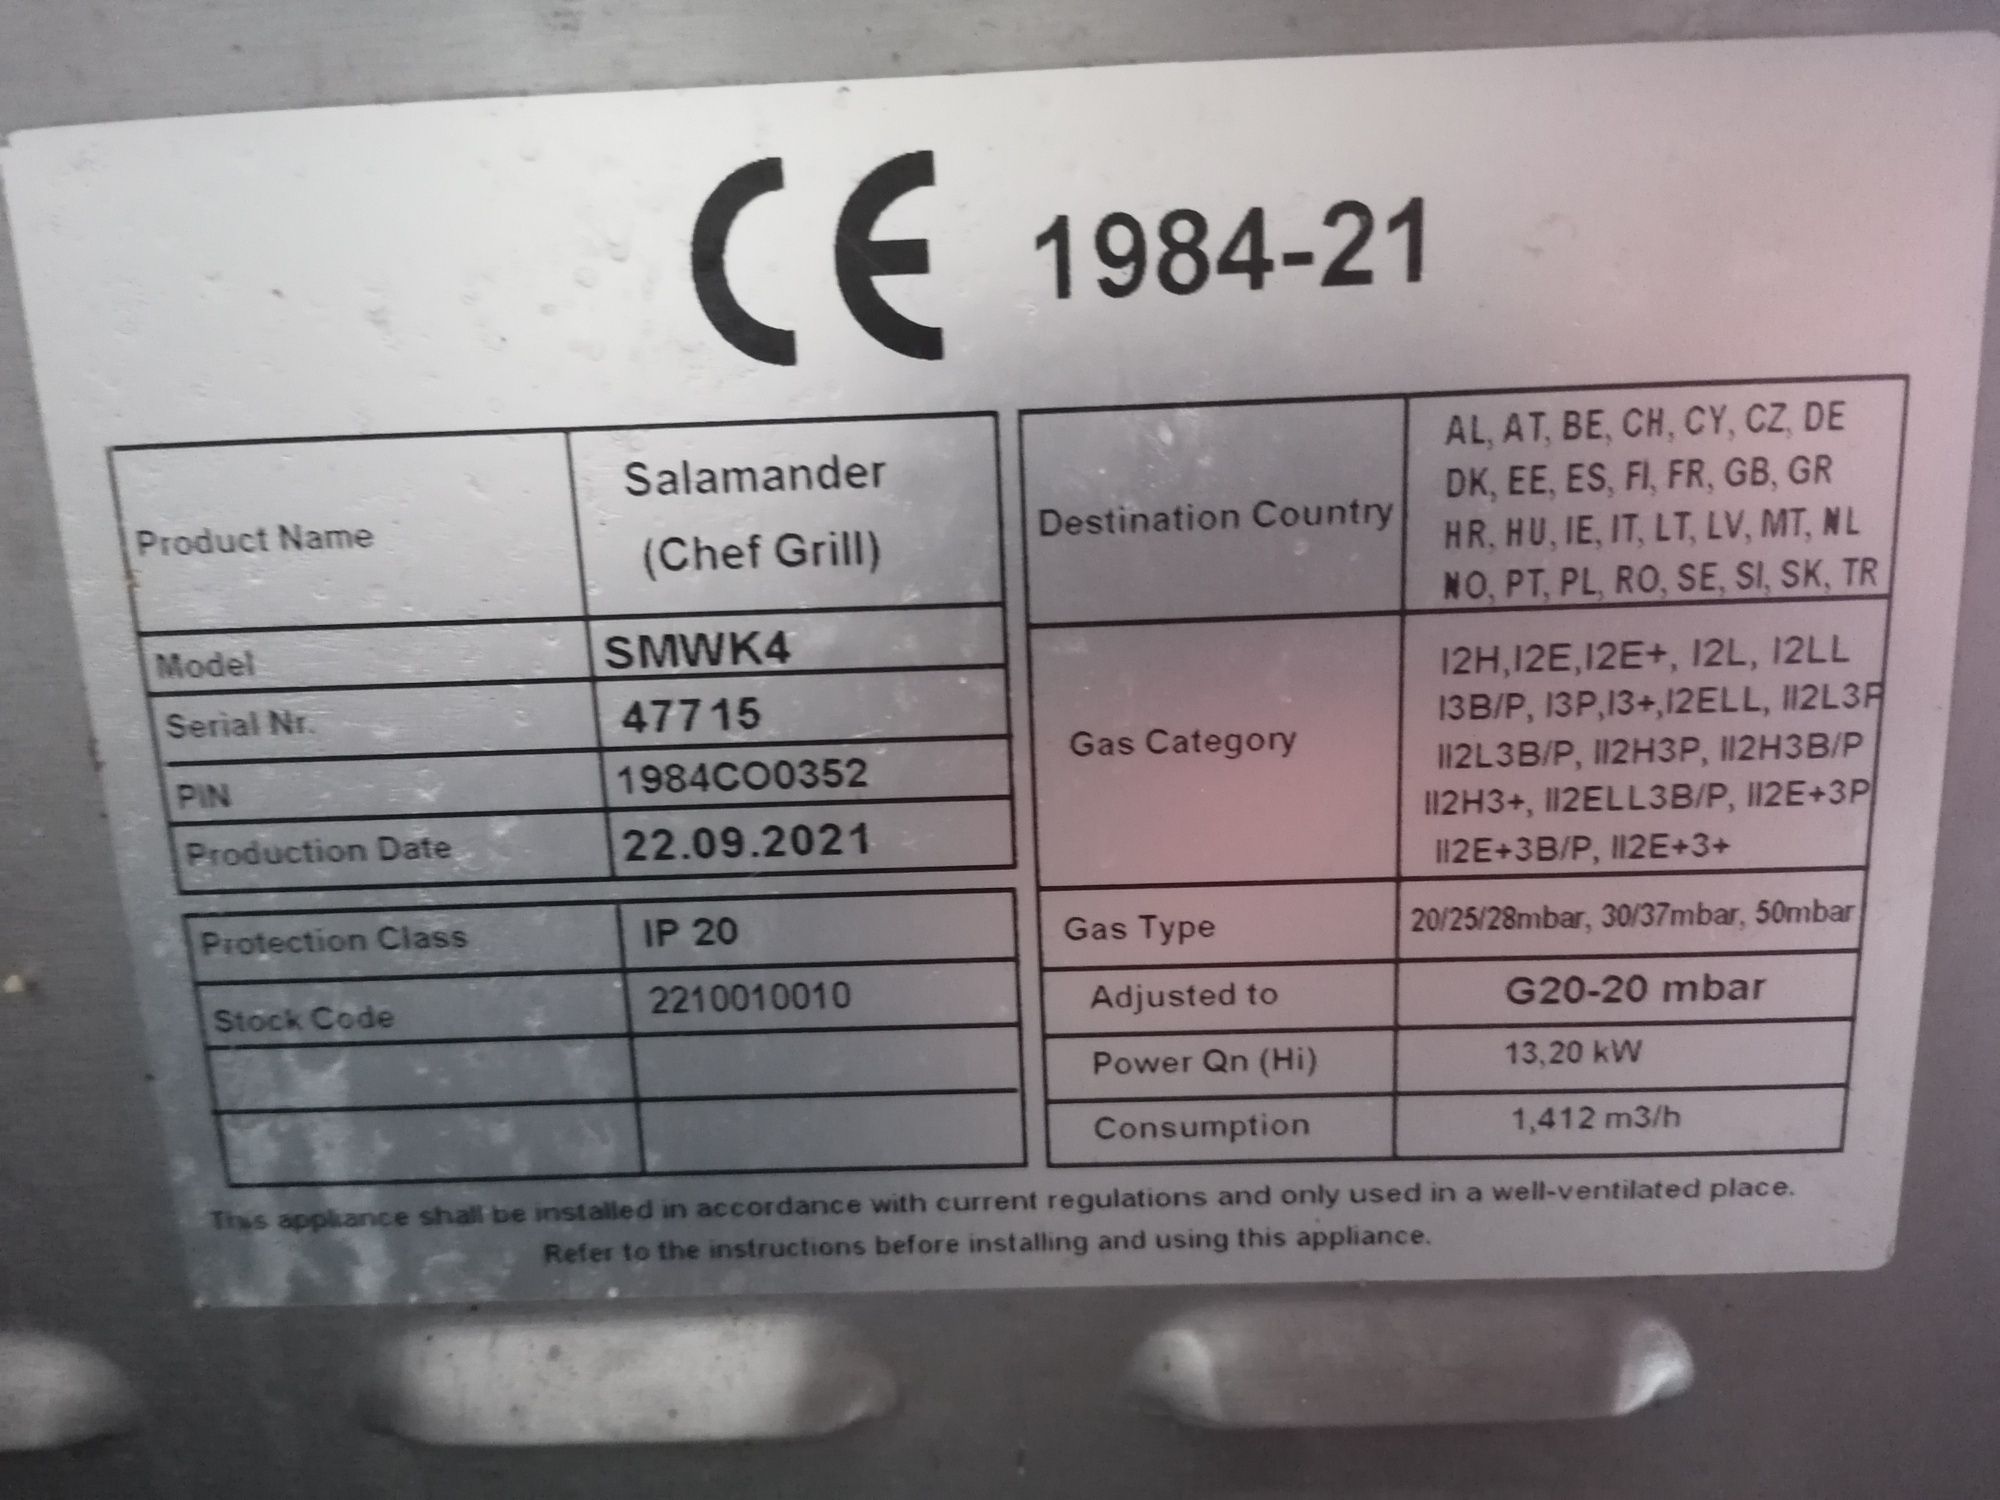 CE 1984-21
Product Name
Salamander
(Chef Grill)
Model SMWK4
Serial Nr. 47715
PIN 1984CO0352
Production Date 22.09.2021
Protection Class IP 20
Stock Code 2210010010
Destination Country
AL, AT, BE, CH, CY, CZ, DE
DK, EE, ES, FI, FR, GB, GR
HR, HU, IE, IT, LT, LV, MT, NL
NO, PT, PL, RO, SE, SI, SK, TR
Gas Category
I2H,I2E,I2E+, I2L, I2LL
I3B/P, I3P,I3+,I2ELL, II2L3P
II2L3B/P, II2H3P, II2H3B/P
II2H3+, II2ELL3B/P, II2E+3P
II2E+3B/P, II2E+3+
Gas Type 20/25/28mbar, 30/37mbar, 50mbar
Adjusted to G20-20 mbar
Power Qn (Hi) 13,20 kW
Consumption 1,412 m3/h
This appliance shall be installed in accordance with current regulations and only used in a well-ventilated place.
Refer to the instructions before installing and using this appliance.